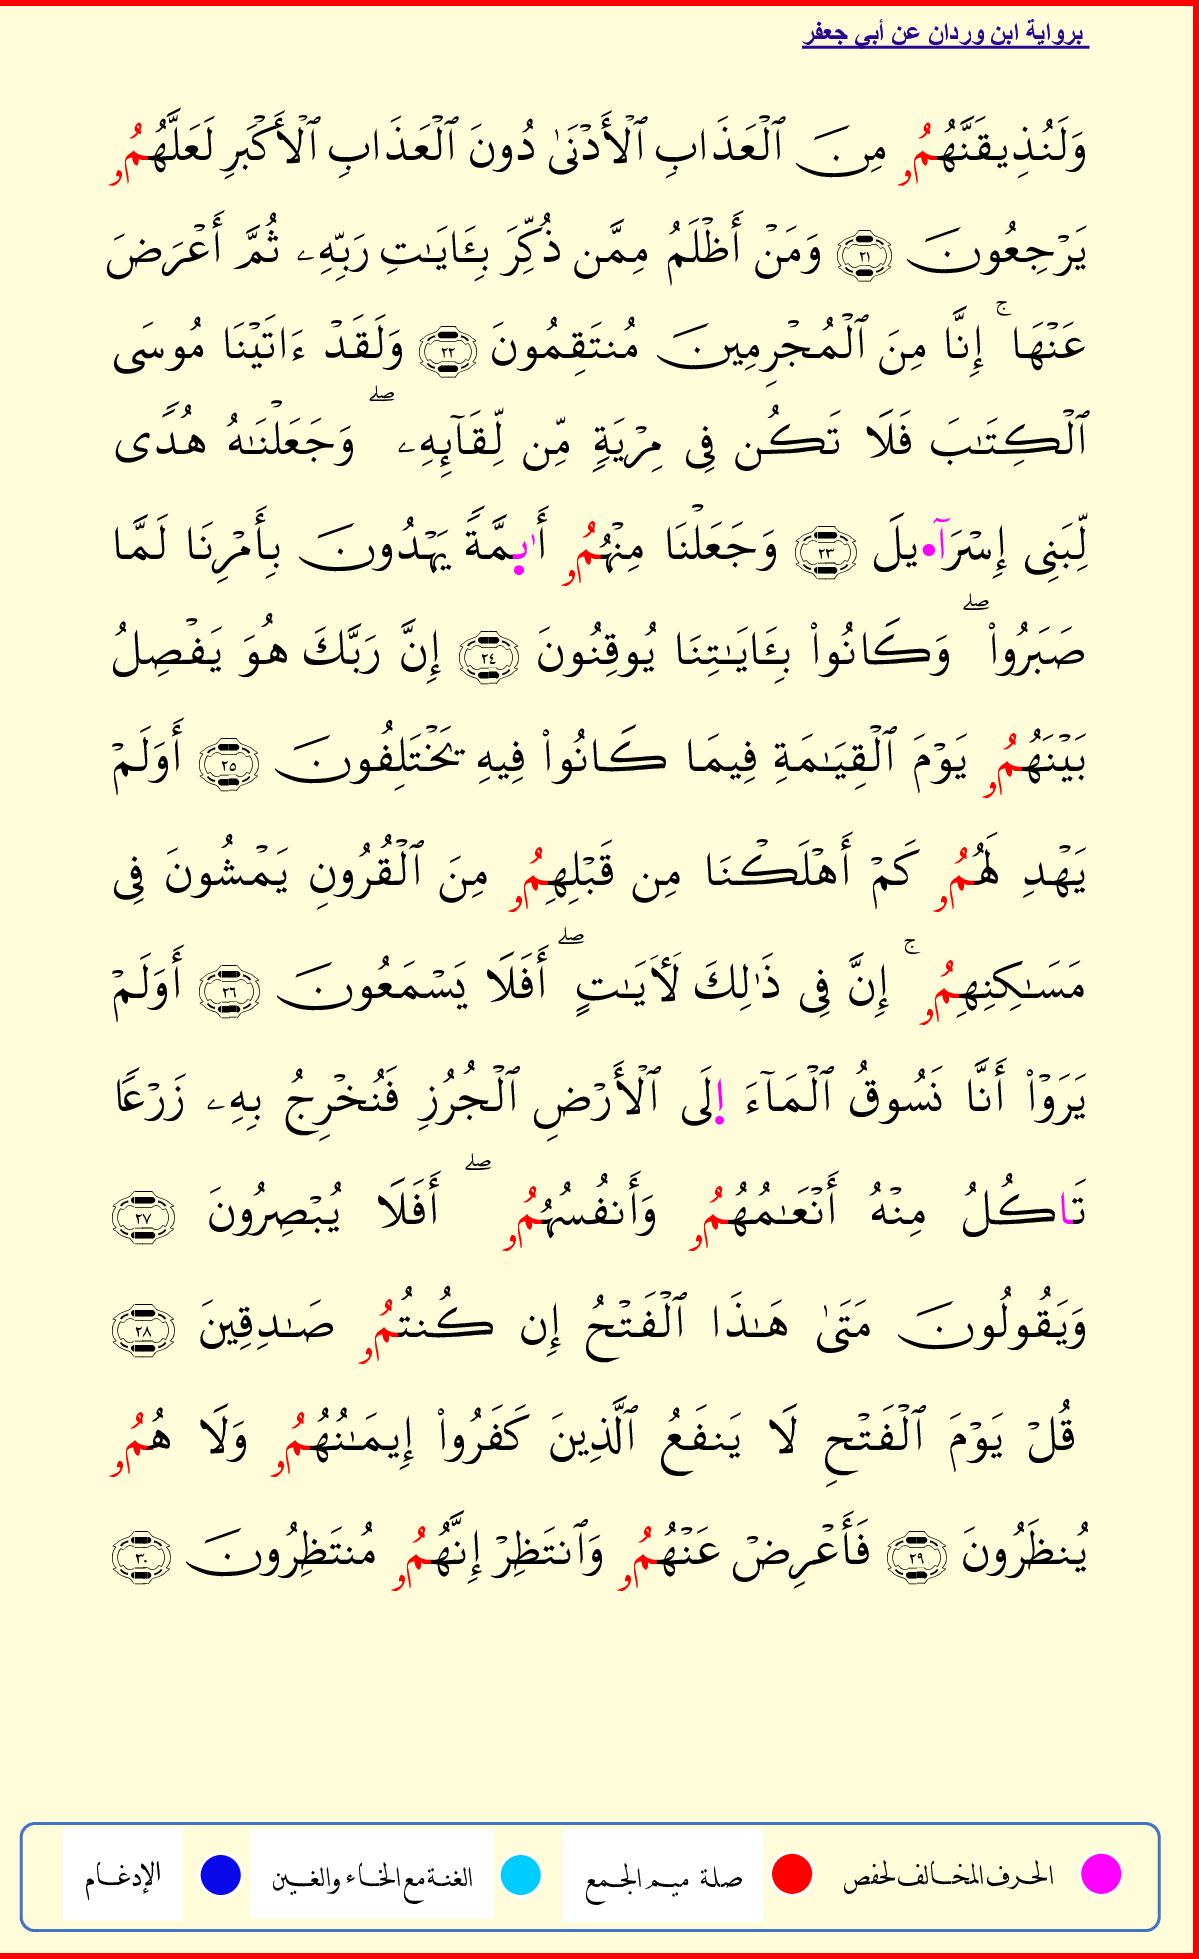 برواية ابن وردان عن أبي جعفر
وَلَنُذِيقَنَّهُمُۥ مِنَ ٱلْعَذَابِ ٱلْأَدْنَىٰ دُونَ ٱلْعَذَابِ ٱلْأَكْبَرِ لَعَلَّهُمُۥ
يَرْجِعُونَ ٢١ وَمَنْ أَظْلَمُ مِمَّن ذُكِّرَ بِـَٔايَـٰتِ رَبِّهِۦ ثُمَّ أَعْرَضَ
عَنْهَا ۚ إِنَّا مِنَ ٱلْمُجْرِمِينَ مُنتَقِمُونَ ٢٢ وَلَقَدْ ءَاتَيْنَا مُوسَى
ٱلْكِتَـٰبَ فَلَا تَكُن فِى مِرْيَةٍ مِّن لِّقَآئِهِۦ ۖ وَجَعَلْنَـٰهُ هُدًى
لِّبَنِى إِسْرَآ•يلَ ٢٣ وَجَعَلْنَا مِنْهُمُۥ أَٰي۪مَّةً يَهْدُونَ بِأَمْرِنَا لَمَّا
صَبَرُوا۟ ۖ وَكَانُوا۟ بِـَٔايَـٰتِنَا يُوقِنُونَ ٢٤ إِنَّ رَبَّكَ هُوَ يَفْصِلُ
بَيْنَهُمُۥ يَوْمَ ٱلْقِيَـٰمَةِ فِيمَا كَانُوا۟ فِيهِ يَخْتَلِفُونَ ٢٥ أَوَلَمْ
يَهْدِ لَهُمُۥ كَمْ أَهْلَكْنَا مِن قَبْلِهِمُۥ مِنَ ٱلْقُرُونِ يَمْشُونَ فِى
مَسَـٰكِنِهِمُۥ ۚ إِنَّ فِى ذَٰلِكَ لَأَيَـٰتٍ ۖ أَفَلَا يَسْمَعُونَ ٢٦ أَوَلَمْ
يَرَوْا۟ أَنَّا نَسُوقُ ٱلْمَآءَ ا۪لَى ٱلْأَرْضِ ٱلْجُرُزِ فَنُخْرِجُ بِهِۦ زَرْعًا
تَاكُلُ مِنْهُ أَنْعَـٰمُهُمُۥ وَأَنفُسُهُمُۥ ۖ أَفَلَا يُبْصِرُونَ ٢٧
وَيَقُولُونَ مَتَىٰ هَـٰذَا ٱلْفَتْحُ إِن كُنتُمُۥ صَـٰدِقِينَ ٢٨
قُلْ يَوْمَ ٱلْفَتْحِ لَا يَنفَعُ ٱلَّذِينَ كَفَرُوا۟ إِيمَـٰنُهُمُۥ وَلَا هُمُۥ
يُنظَرُونَ ٢٩ فَأَعْرِضْ عَنْهُمُۥ وَٱنتَظِرْ إِنَّهُمُۥ مُنتَظِرُونَ ٣٠
الحرف المخالف لحفص صلة ميم الجمع الغنة مع الخاء والغين الإدغام